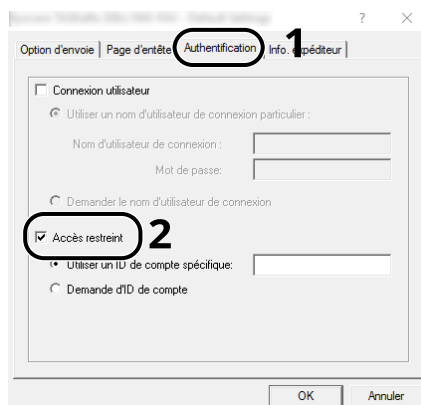 ? ×
Option d'envoie Page d'entête Authentification Info. expéditeur
1
Connexion utilisateur
Utiliser un nom d'utilisateur de connexion particulier :
Nom d'utilisateur de connexion :
Mot de passe:
Demander le nom d'utilisateur de connexion
Accès restreint 2
Utiliser un ID de compte spécifique:
Demande d'ID de compte
OK Annuler